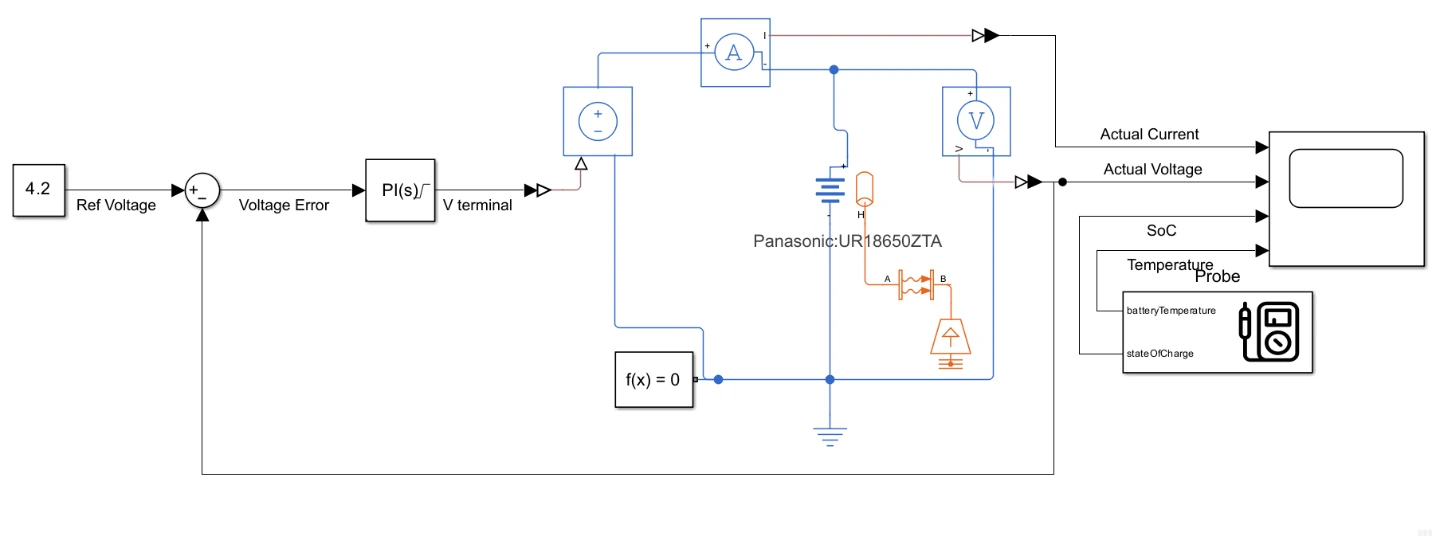 I
+
A
-
+
V
-
V
+
-
4.2
Ref Voltage
+
-
Voltage Error
PI(s)
V terminal
+
-
H
Panasonic:UR18650ZTA
A
B
f(x) = 0
Actual Current
Actual Voltage
SoC
Temperature
Probe
batteryTemperature
stateOfCharge